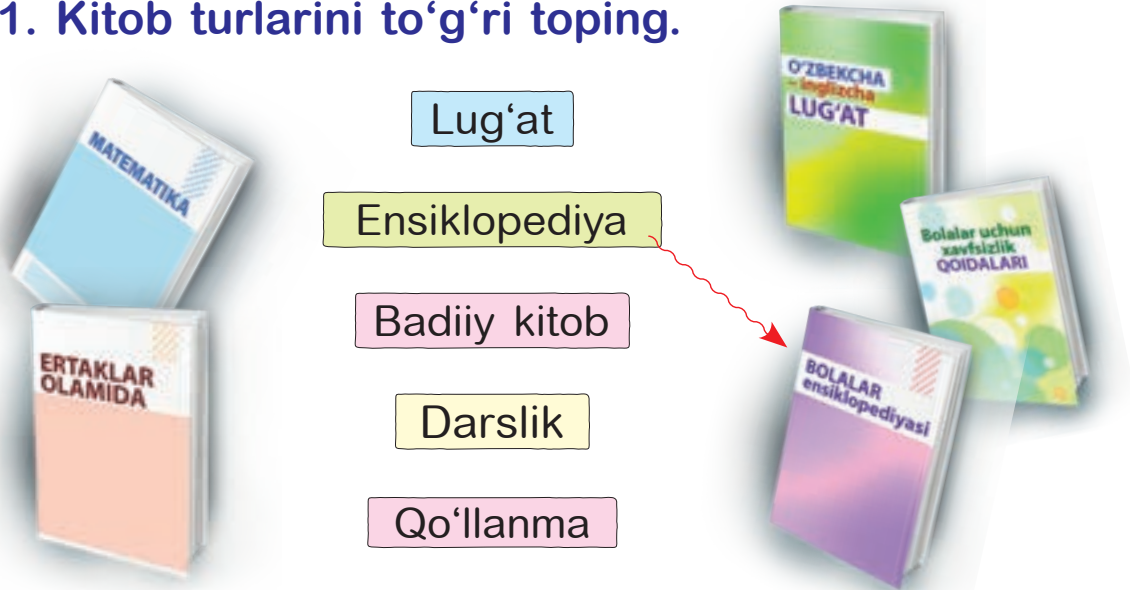 1. Kitob turlarini to‘g‘ri toping.
MATEMATIKA
ERTAKLAR
OLAMIDA
Lug‘at
Ensiklopediya
Badiiy kitob
Darslik
Qo‘llanma
O‘ZBEKCHA
– inglizcha
LUG‘AT
Bolalar uchun
xavfsizlik
QOIDALARI
BOLALAR
ensiklopediyasi